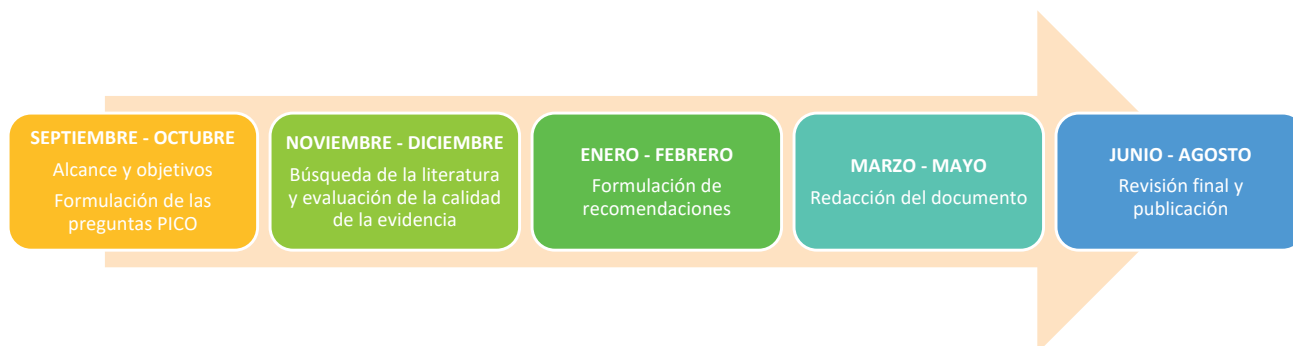 SEPTIEMBRE - OCTUBRE
Alcance y objetivos
Formulación de las
preguntas PICO
NOVIEMBRE - DICIEMBRE
Búsqueda de la literatura
y evaluación de la calidad
de la evidencia
ENERO - FEBRERO
Formulación de
recomendaciones
MARZO - MAYO
Redacción del documento
JUNIO - AGOSTO
Revisión final y
publicación